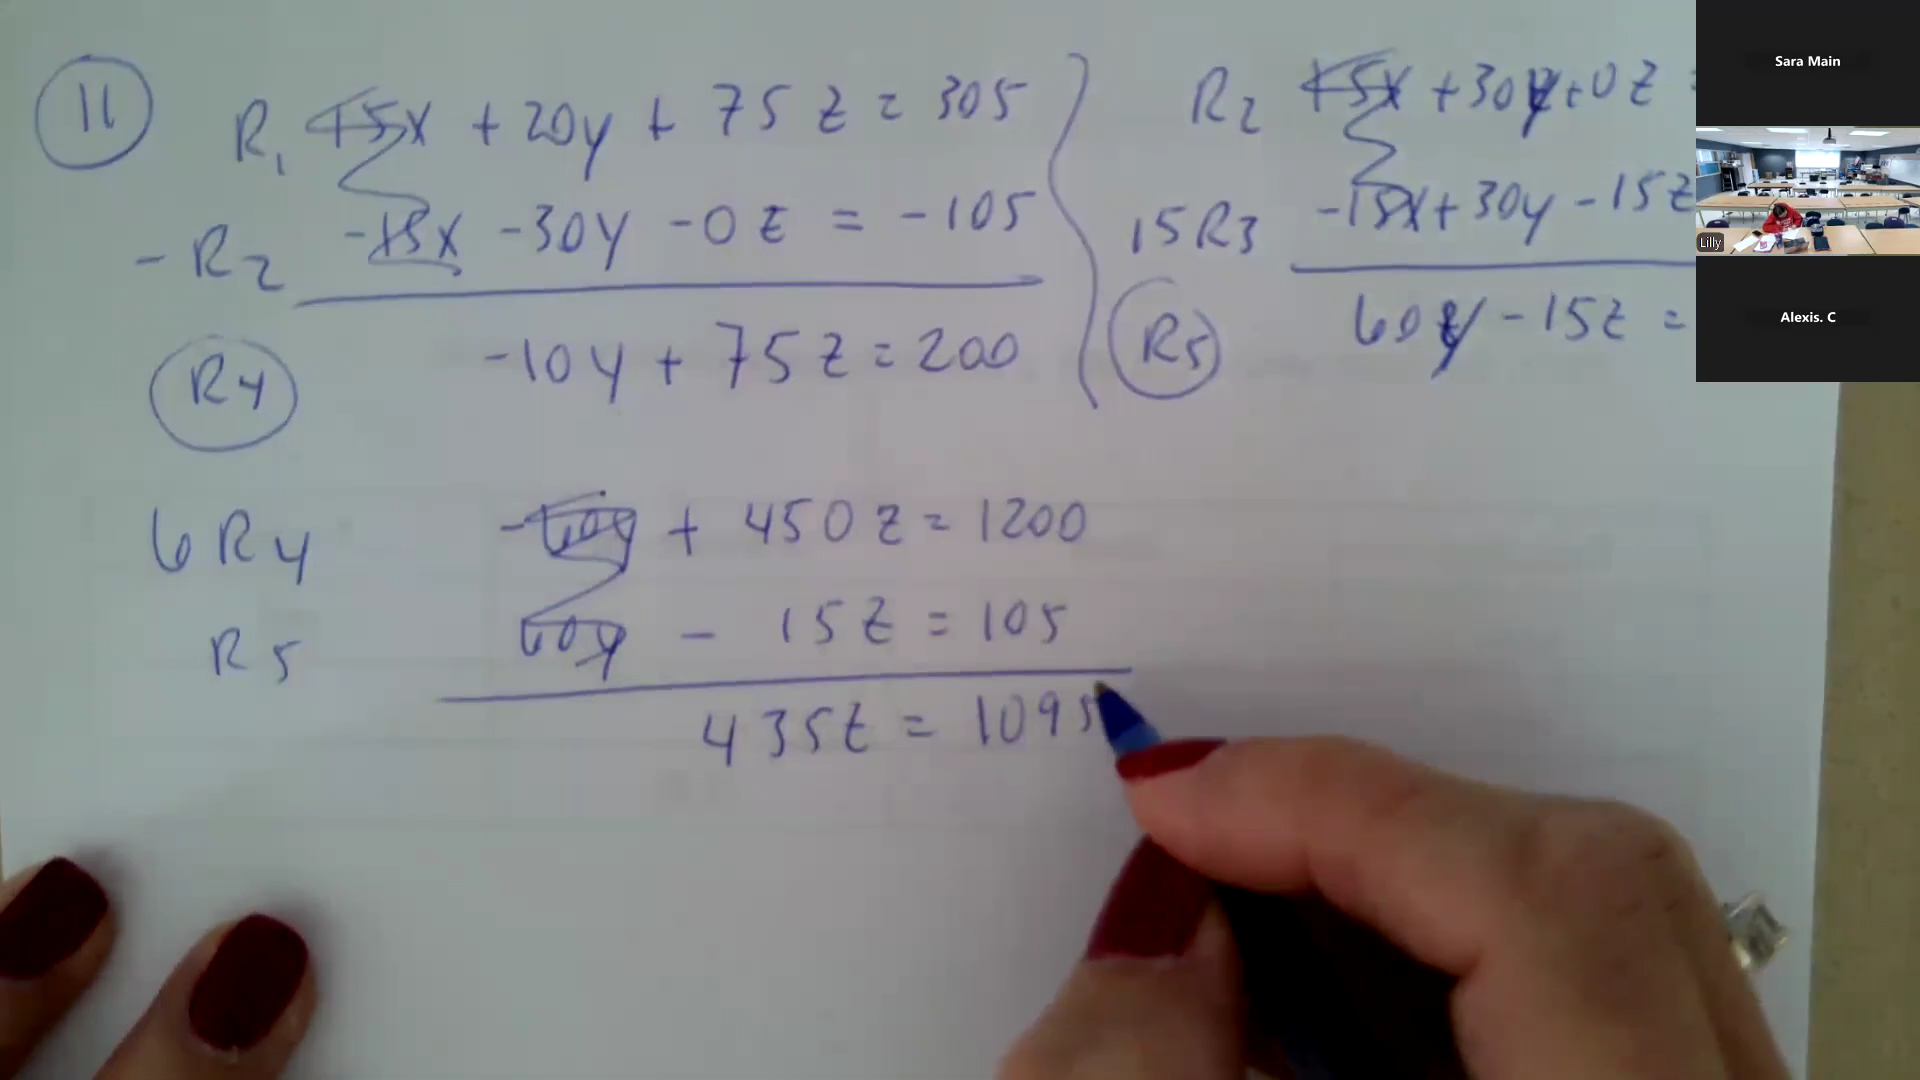 11
R1 15x + 20y + 75z = 305
-R2 -15x -30y -0z = -105
R4 -10y + 75z = 200
R2 15x +30y+0z
15R3 -15x+30y-15z
R5 60y -15z =
6R4 -60y + 450z = 1200
R5 60y - 15z = 105
435z = 1095
Sara Main
Lilly
Alexis. C